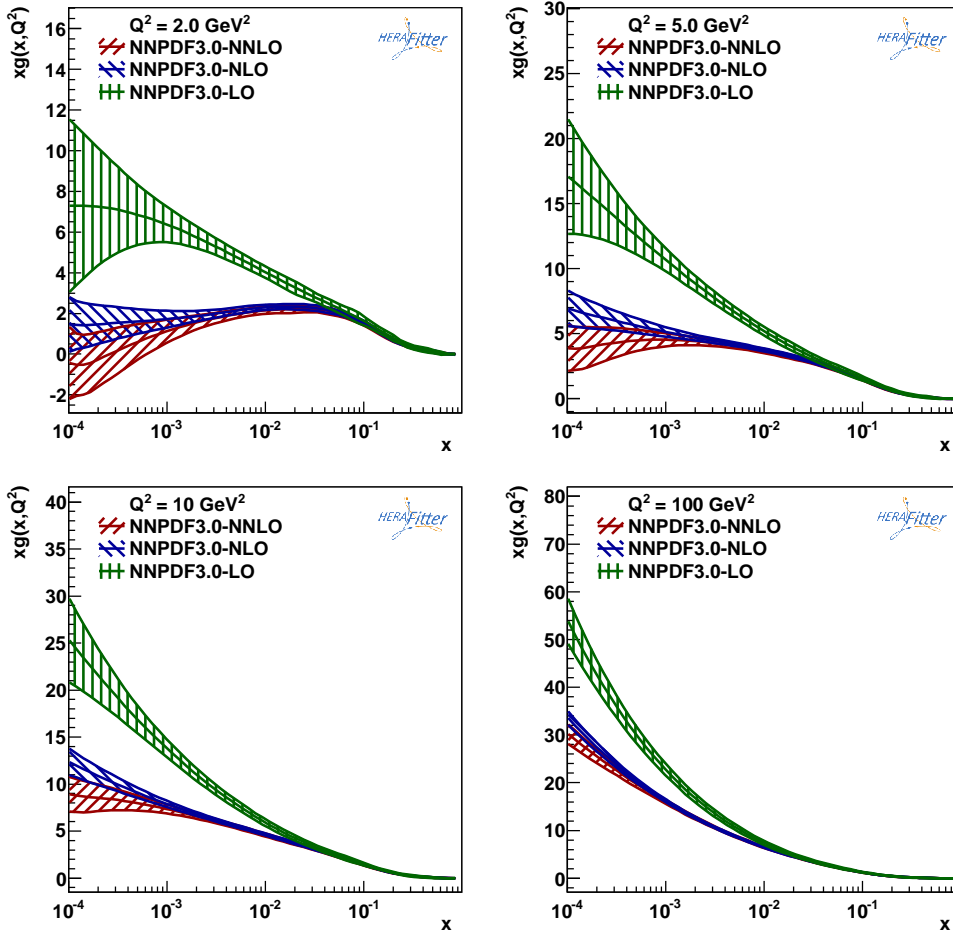 xg(x,Q²)
Q² = 2.0 GeV²
NNPDF3.0-NNLO
NNPDF3.0-NLO
NNPDF3.0-LO
HERAFitter
16
14
12
10
8
6
4
2
0
-2
10⁻⁴ 10⁻³ 10⁻² 10⁻¹ x
xg(x,Q²)
Q² = 5.0 GeV²
NNPDF3.0-NNLO
NNPDF3.0-NLO
NNPDF3.0-LO
HERAFitter
30
25
20
15
10
5
0
10⁻⁴ 10⁻³ 10⁻² 10⁻¹ x
xg(x,Q²)
Q² = 10 GeV²
NNPDF3.0-NNLO
NNPDF3.0-NLO
NNPDF3.0-LO
HERAFitter
40
35
30
25
20
15
10
5
0
10⁻⁴ 10⁻³ 10⁻² 10⁻¹ x
xg(x,Q²)
Q² = 100 GeV²
NNPDF3.0-NNLO
NNPDF3.0-NLO
NNPDF3.0-LO
HERAFitter
80
70
60
50
40
30
20
10
0
10⁻⁴ 10⁻³ 10⁻² 10⁻¹ x